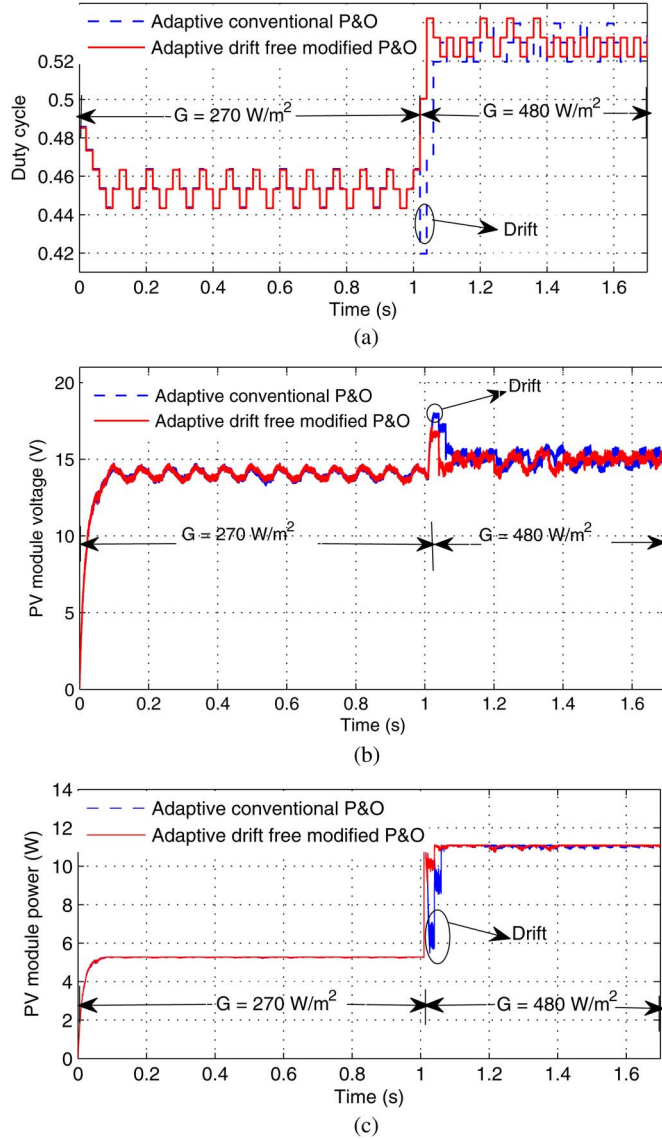 Adaptive conventional P&O
Adaptive drift free modified P&O
Duty cycle
0.52
0.5
0.48
0.46
0.44
0.42
G = 270 W/m²
G = 480 W/m²
Drift
0 0.2 0.4 0.6 0.8 1 1.2 1.4 1.6
Time (s)
(a)
Adaptive conventional P&O
Adaptive drift free modified P&O
Drift
PV module voltage (V)
20
15
10
5
0
G = 270 W/m²
G = 480 W/m²
0 0.2 0.4 0.6 0.8 1 1.2 1.4 1.6
Time (s)
(b)
Adaptive conventional P&O
Adaptive drift free modified P&O
PV module power (W)
14
12
10
8
6
4
2
0
Drift
G = 270 W/m²
G = 480 W/m²
0 0.2 0.4 0.6 0.8 1 1.2 1.4 1.6
Time (s)
(c)